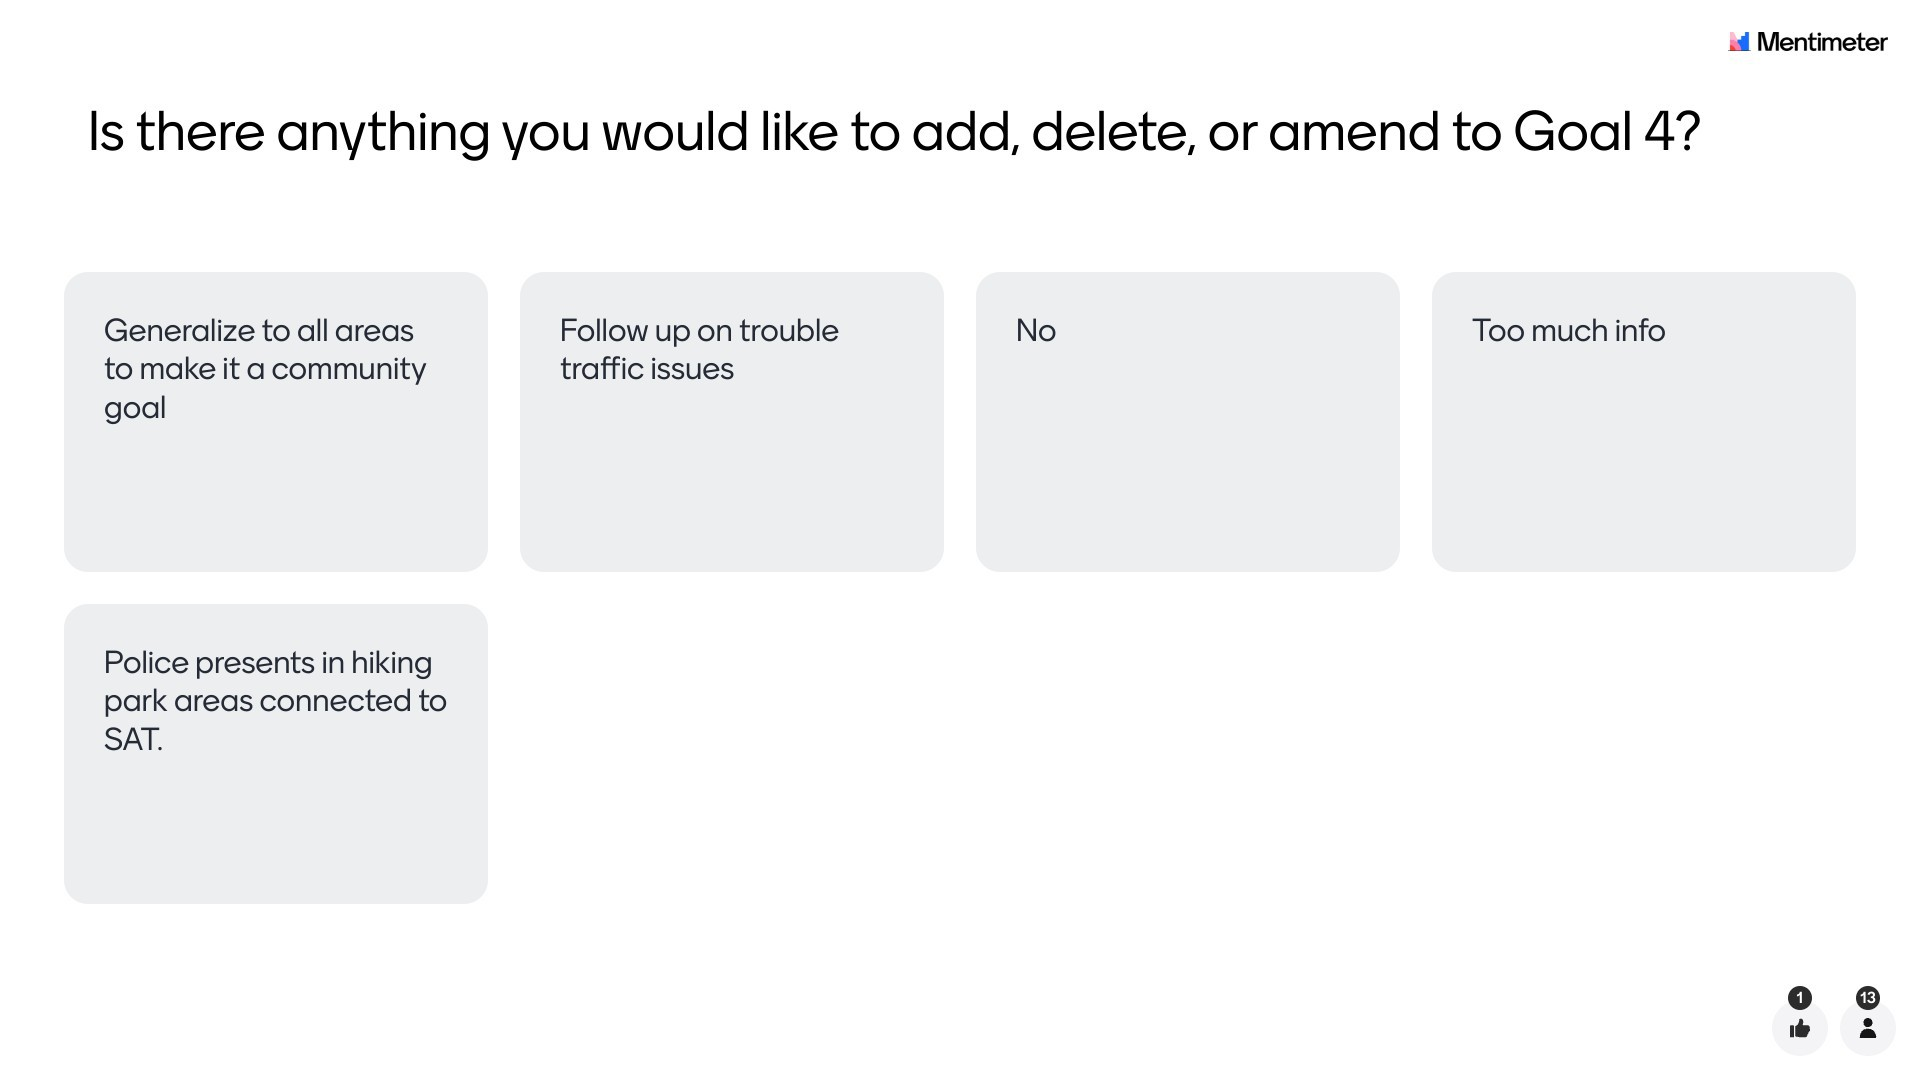 Mentimeter
Is there anything you would like to add, delete, or amend to Goal 4?
Generalize to all areas
to make it a community
goal
Follow up on trouble
traffic issues
No
Too much info
Police presents in hiking
park areas connected to
SAT.
1
13